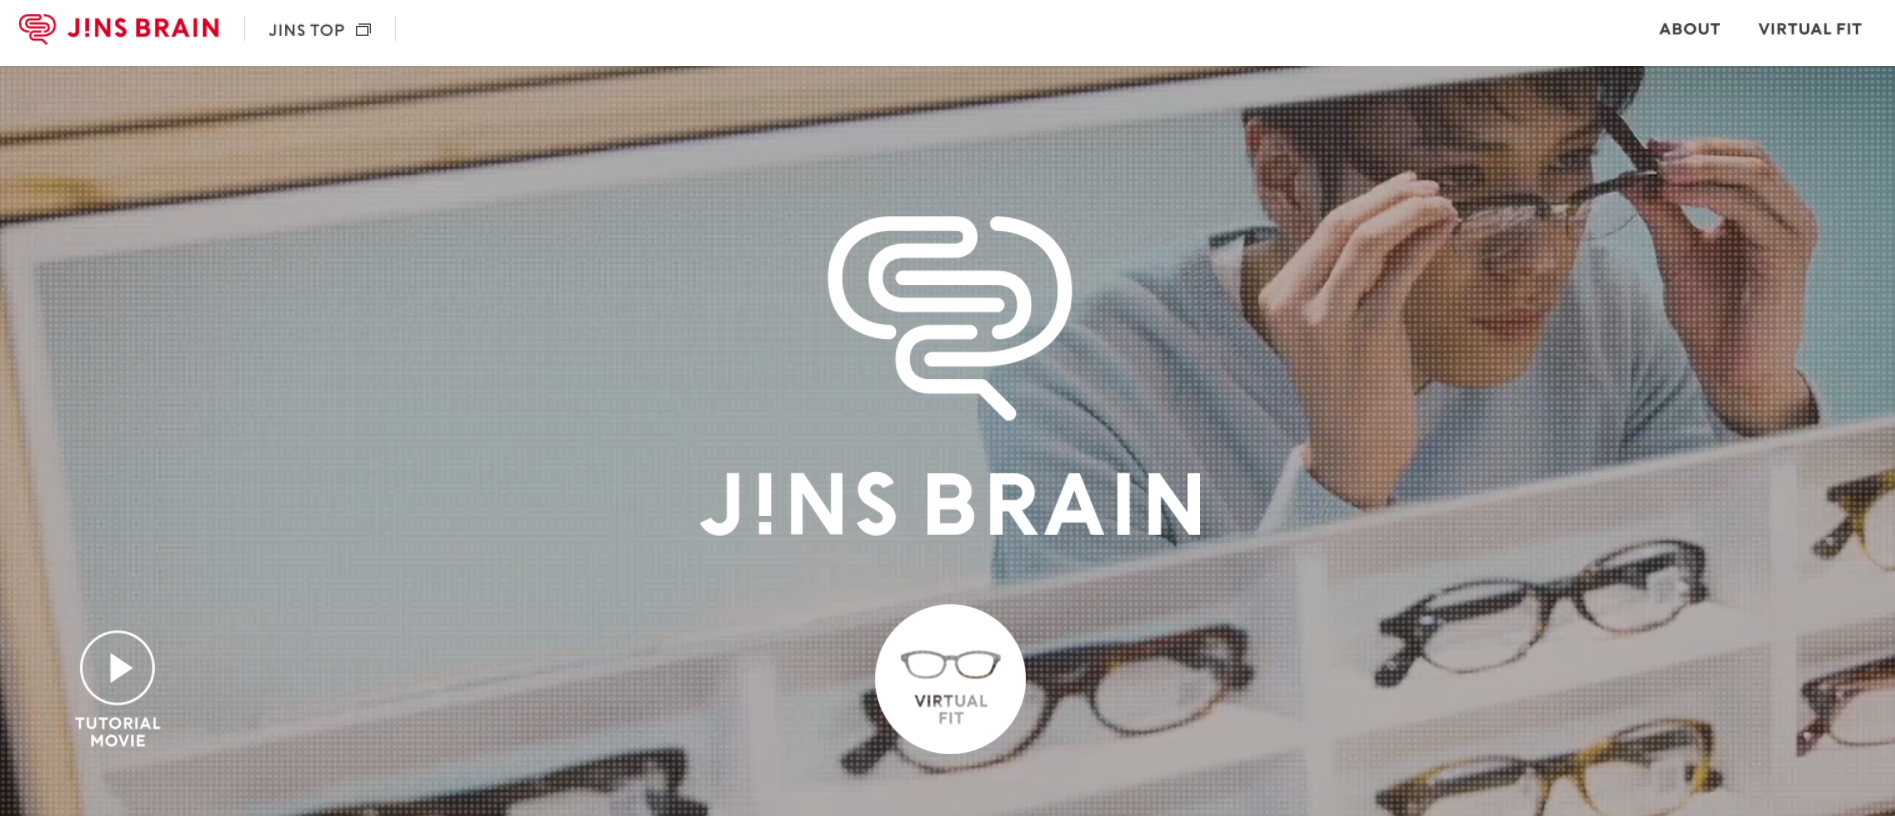 J!NS BRAIN
JINS TOP
ABOUT
VIRTUAL FIT
J!NS BRAIN
VIRTUAL
FIT
TUTORIAL
MOVIE